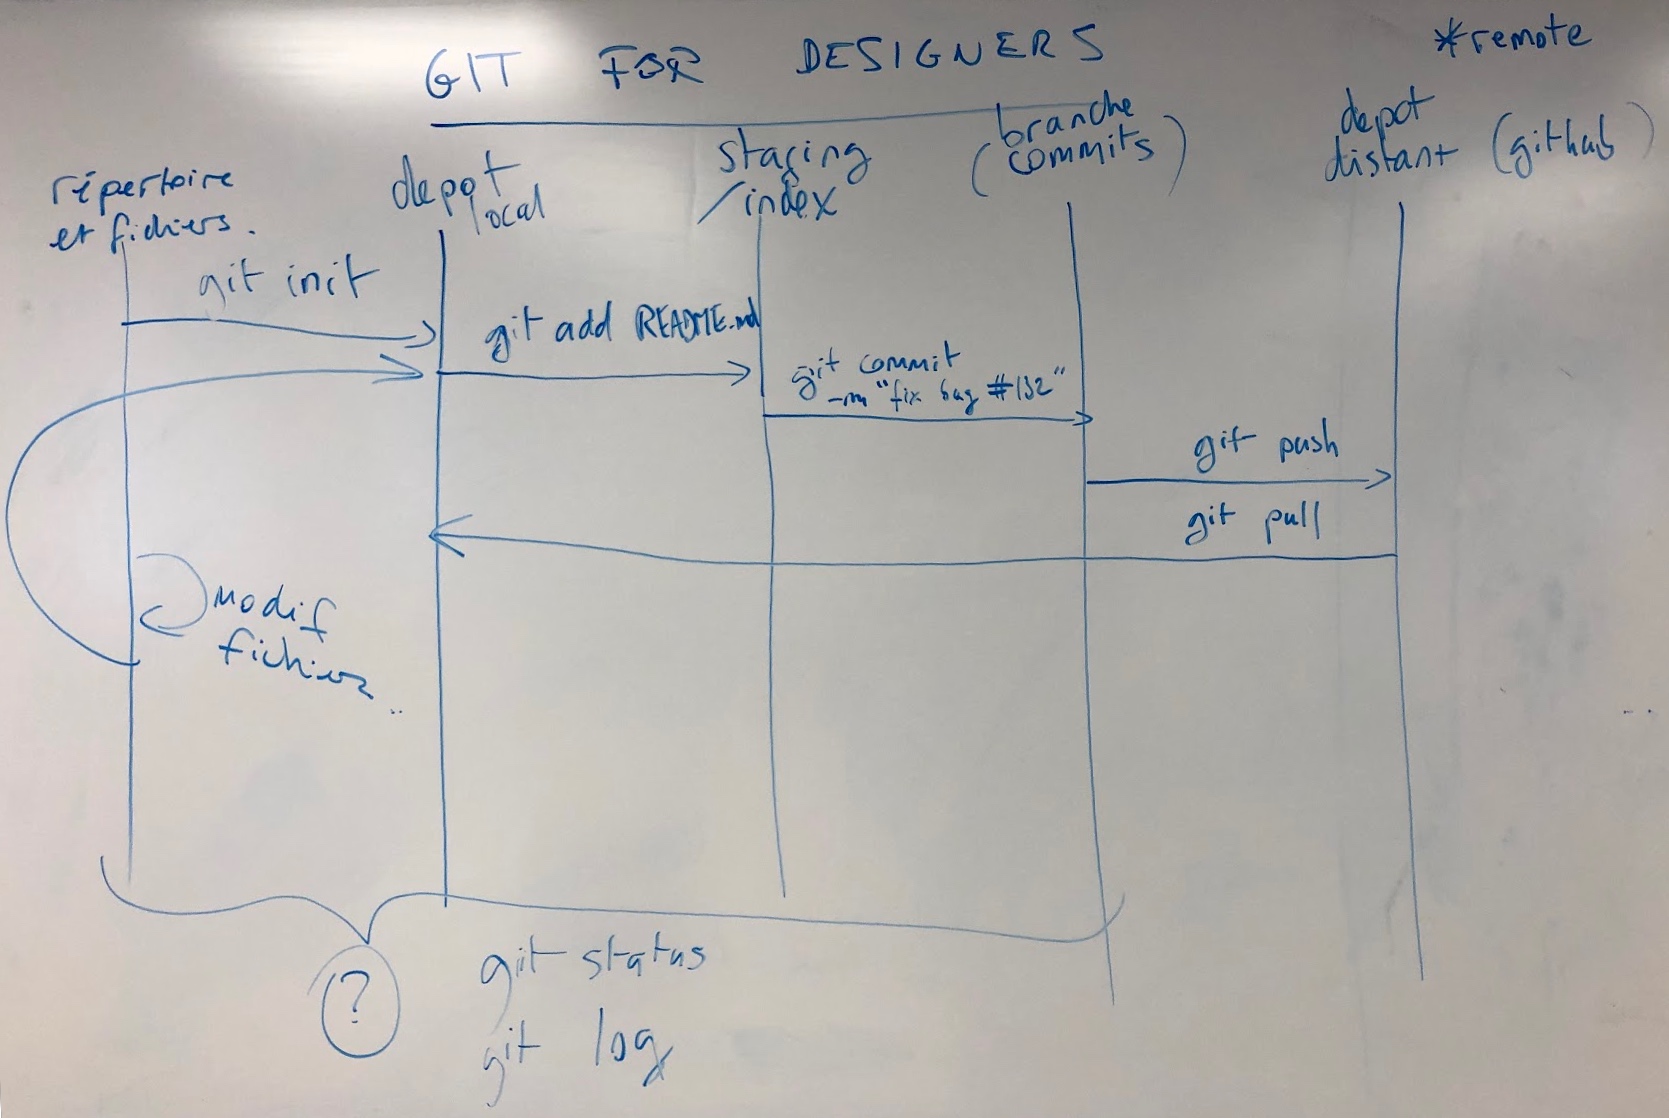 GIT FOR DESIGNERS
*remote
répertoire
et fichiers.
depot
local
staging
/index
branche
(commits)
depot
distant (github)
git init
git add README.md
git commit
-m "fix bug #132"
git push
git pull
Modif
fichier
..
?
git status
git log